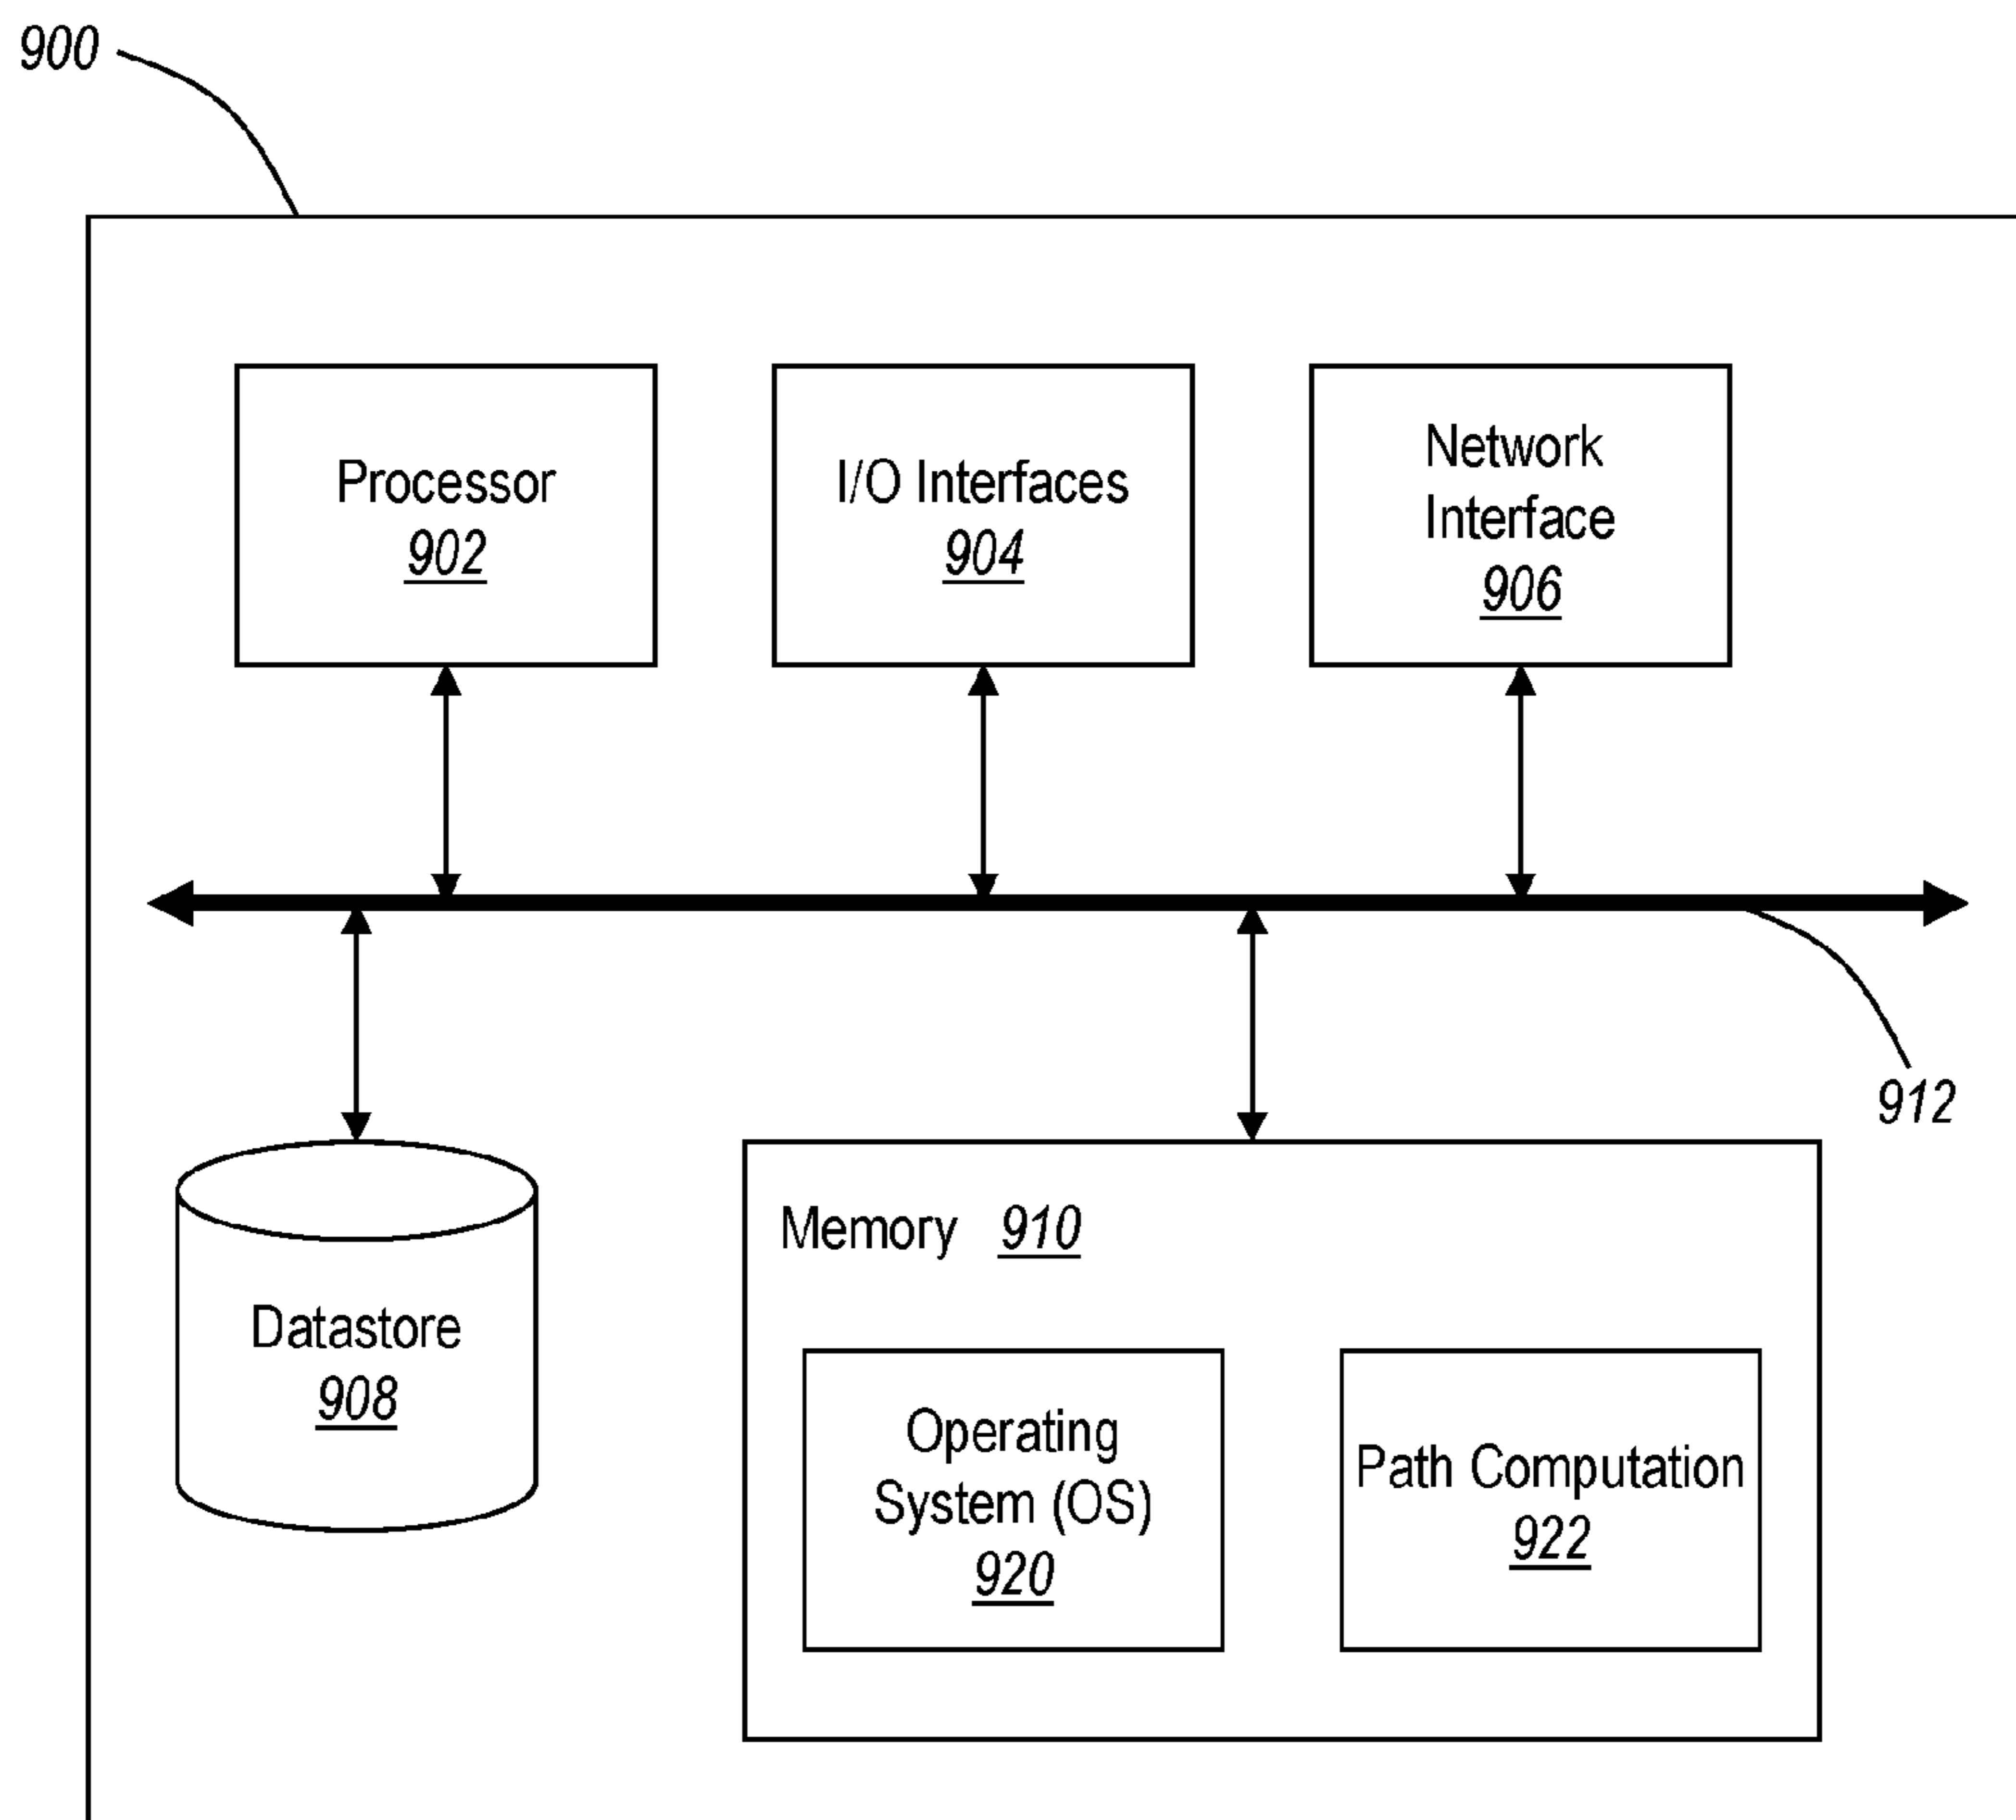 900
Processor
902
I/O Interfaces
904
Network
Interface
906
912
Memory 910
Datastore
908
Operating
System (OS)
920
Path Computation
922